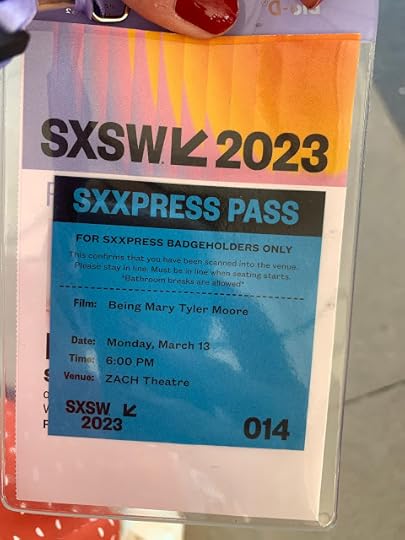 SXSW 2023
SXXPRESS PASS
FOR SXXPRESS BADGEHOLDERS ONLY
This confirms that you have been scanned into the venue.
Please stay in line. Must be in line when seating starts.
*Bathroom breaks are allowed*
Film: Being Mary Tyler Moore
Date: Monday, March 13
Time: 6:00 PM
Venue: ZACH Theatre
SXSW
2023
014